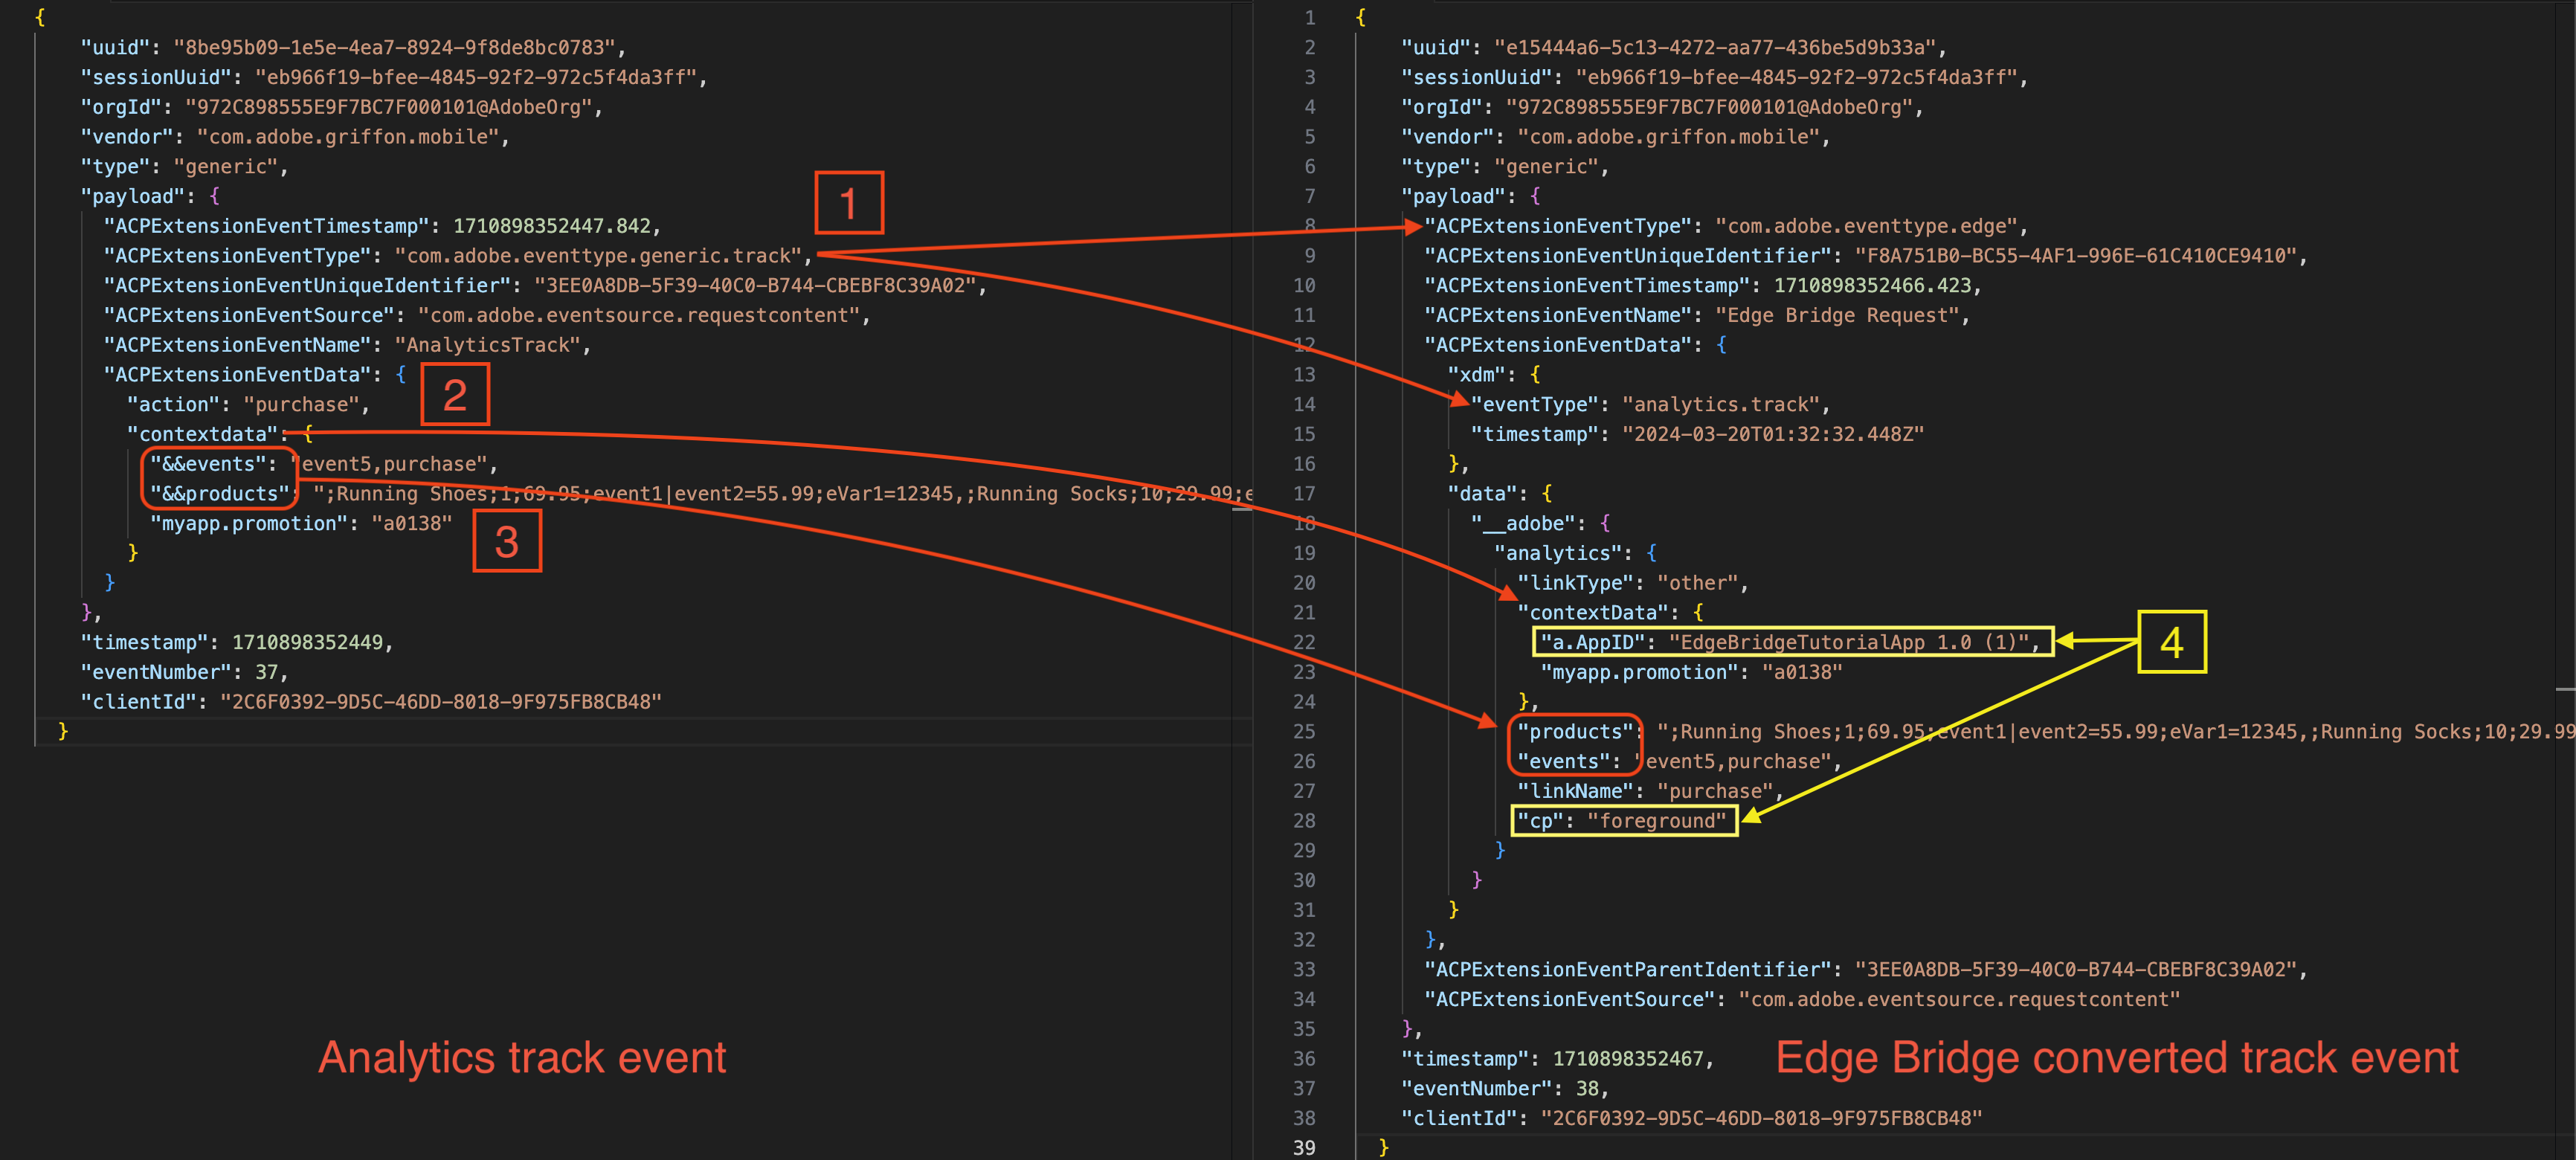 {
"uuid": "8be95b09-1e5e-4ea7-8924-9f8de8bc0783",
"sessionUuid": "eb966f19-bfee-4845-92f2-972c5f4da3ff",
"orgId": "972C898555E9F7BC7F000101@AdobeOrg",
"vendor": "com.adobe.griffon.mobile",
"type": "generic",
"payload": {
1
"ACPExtensionEventTimestamp": 1710898352447.842,
"ACPExtensionEventType": "com.adobe.eventtype.generic.track",
"ACPExtensionEventUniqueIdentifier": "3EE0A8DB-5F39-40C0-B744-CBEBF8C39A02",
"ACPExtensionEventSource": "com.adobe.eventsource.requestcontent",
"ACPExtensionEventName": "AnalyticsTrack",
"ACPExtensionEventData": {
2
"action": "purchase",
"contextdata": {
"&&events": "event5,purchase",
"&&products": ";Running Shoes;1;69.95;event1|event2=55.99;eVar1=12345,;Running Socks;10;29.99;e
"myapp.promotion": "a0138"
3
}
}
},
"timestamp": 1710898352449,
"eventNumber": 37,
"clientId": "2C6F0392-9D5C-46DD-8018-9F975FB8CB48"
}
Analytics track event
1 {
2 "uuid": "e15444a6-5c13-4272-aa77-436be5d9b33a",
3 "sessionUuid": "eb966f19-bfee-4845-92f2-972c5f4da3ff",
4 "orgId": "972C898555E9F7BC7F000101@AdobeOrg",
5 "vendor": "com.adobe.griffon.mobile",
6 "type": "generic",
7 "payload": {
8 "ACPExtensionEventType": "com.adobe.eventtype.edge",
9 "ACPExtensionEventUniqueIdentifier": "F8A751B0-BC55-4AF1-996E-61C410CE9410",
10 "ACPExtensionEventTimestamp": 1710898352466.423,
11 "ACPExtensionEventName": "Edge Bridge Request",
12 "ACPExtensionEventData": {
13 "xdm": {
14 "eventType": "analytics.track",
15 "timestamp": "2024-03-20T01:32:32.448Z"
16 },
17 "data": {
18 "__adobe": {
19 "analytics": {
20 "linkType": "other",
21 "contextData": {
22 "a.AppID": "EdgeBridgeTutorialApp 1.0 (1)",
4
23 "myapp.promotion": "a0138"
24 },
25 "products": ";Running Shoes;1;69.95;event1|event2=55.99;eVar1=12345,;Running Socks;10;29.99
26 "events": "event5,purchase",
27 "linkName": "purchase",
28 "cp": "foreground"
29 }
30 }
31 }
32 },
33 "ACPExtensionEventParentIdentifier": "3EE0A8DB-5F39-40C0-B744-CBEBF8C39A02",
34 "ACPExtensionEventSource": "com.adobe.eventsource.requestcontent"
35 },
36 "timestamp": 1710898352467,
37 "eventNumber": 38,
38 "clientId": "2C6F0392-9D5C-46DD-8018-9F975FB8CB48"
39 }
Edge Bridge converted track event